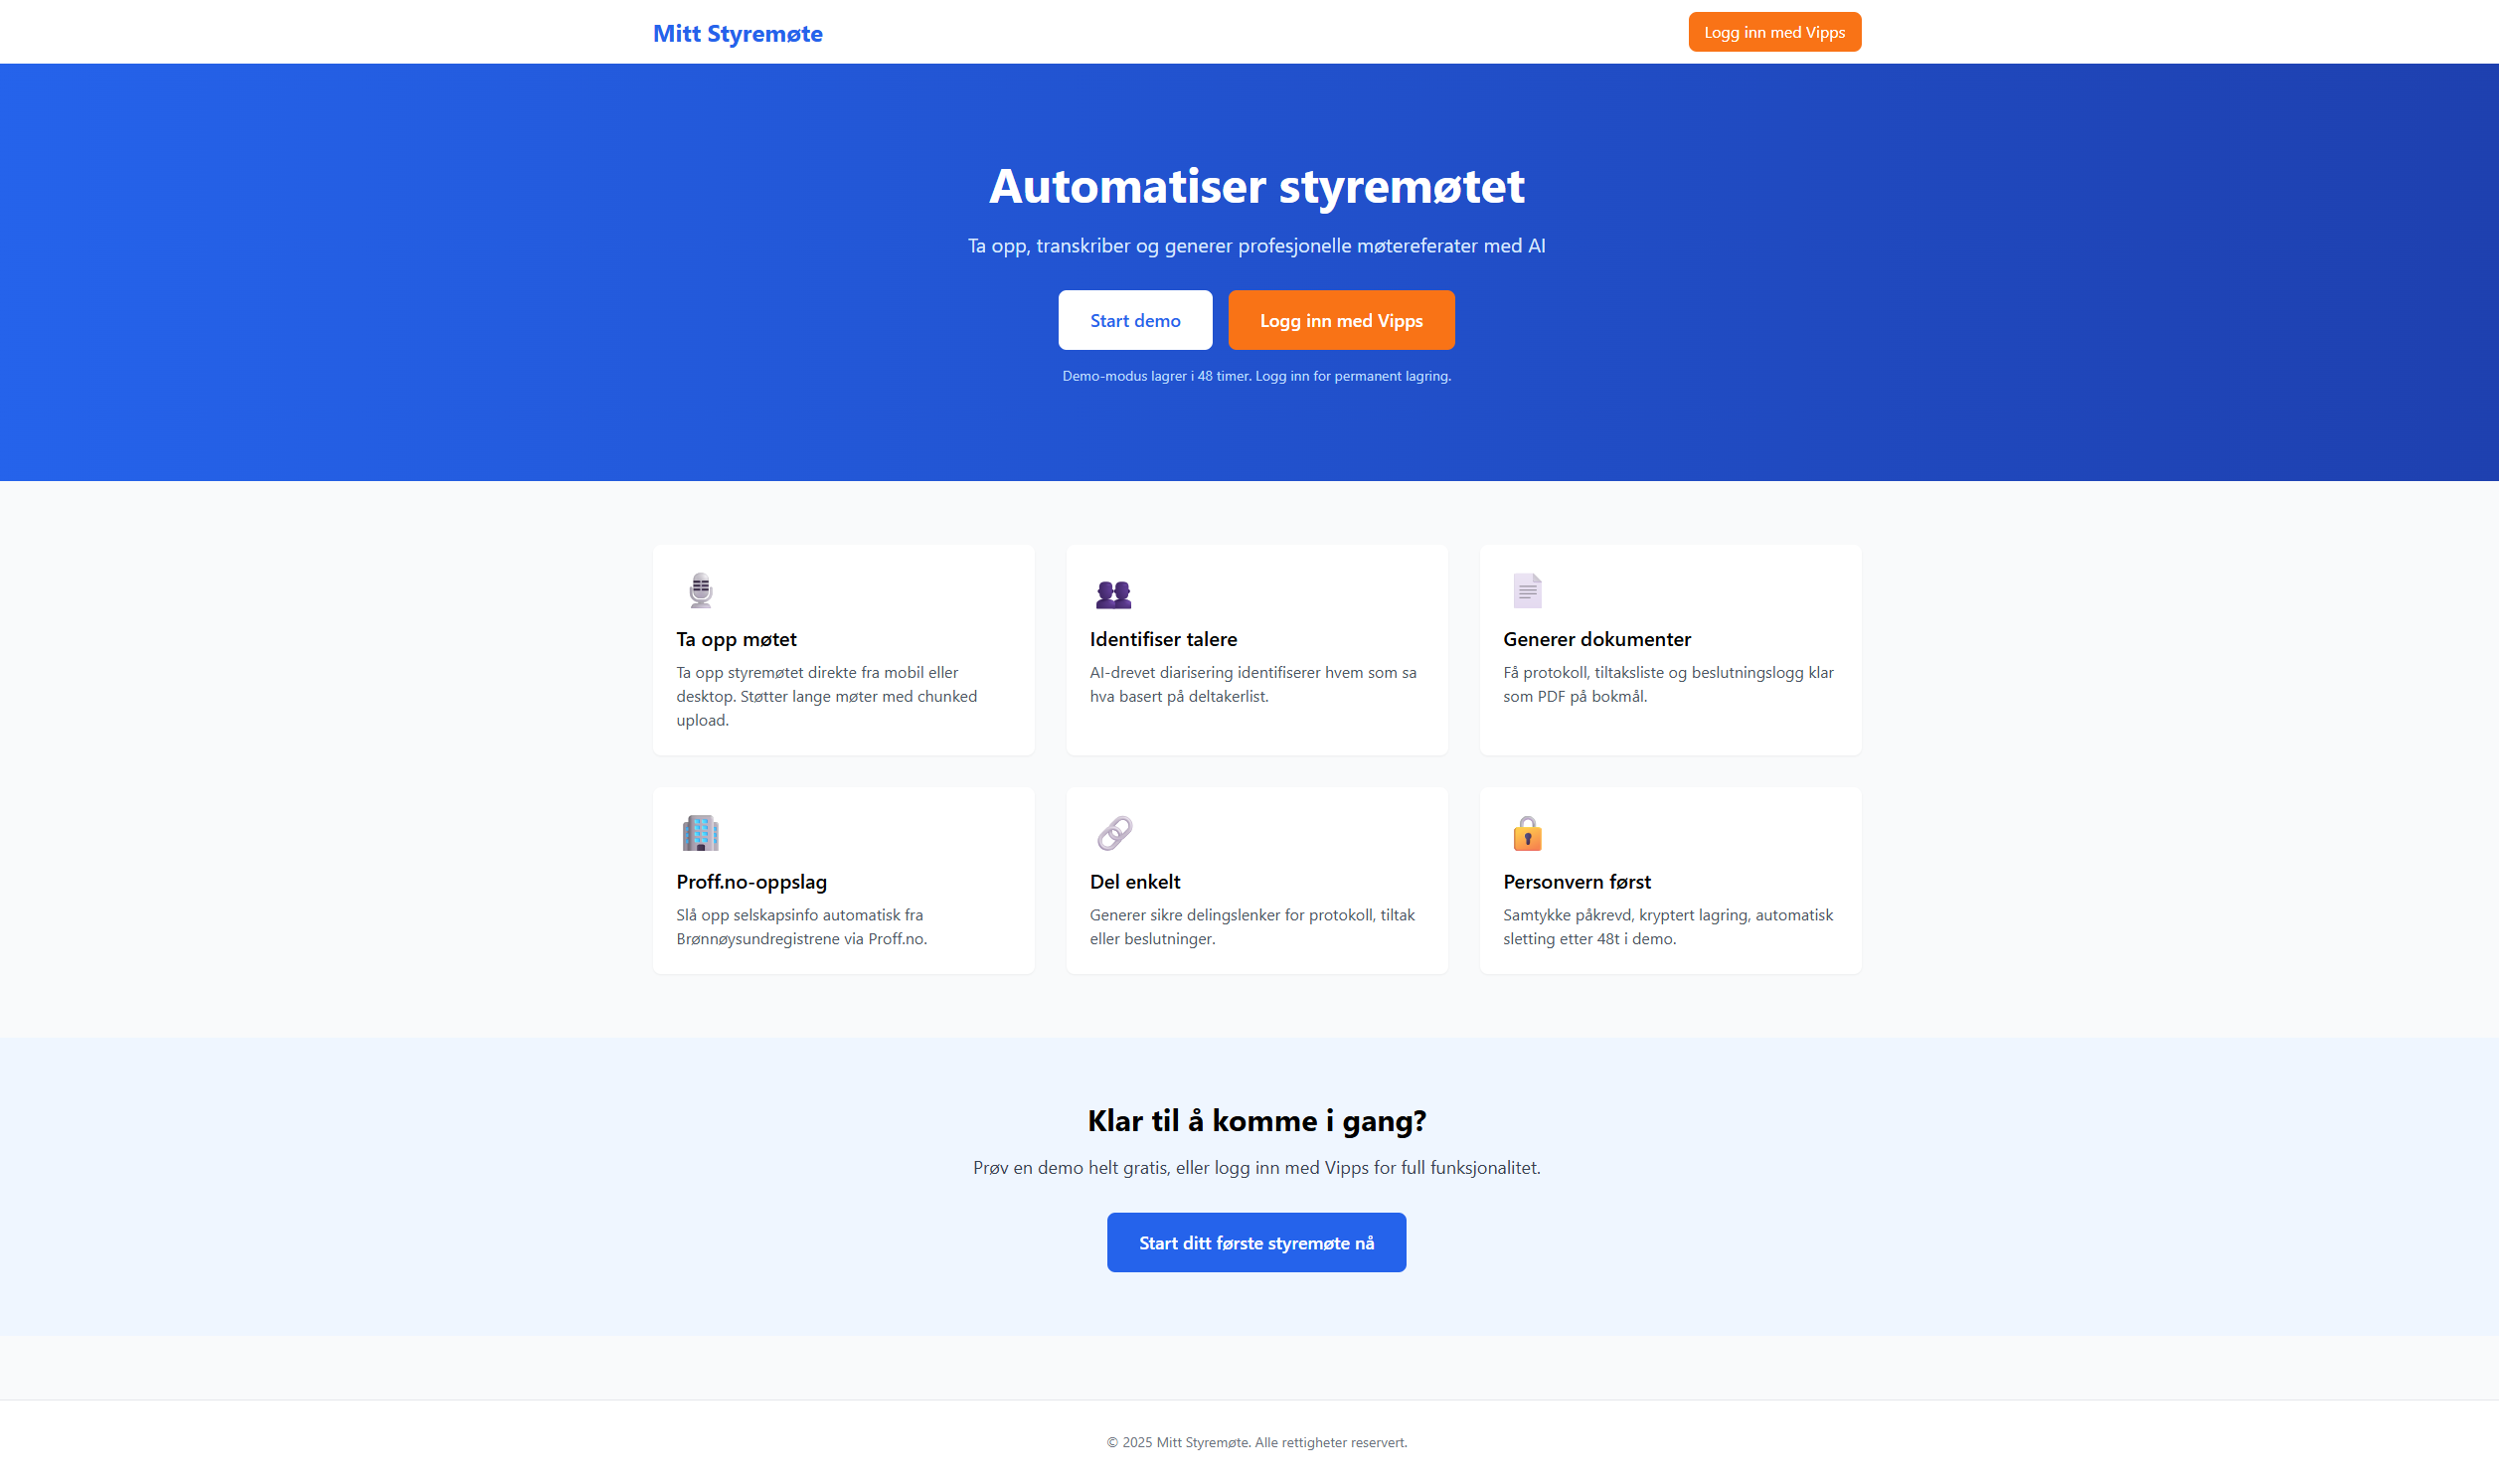 Mitt Styremøte
Logg inn med Vipps
Automatiser styremøtet
Ta opp, transkriber og generer profesjonelle møtereferater med AI
Start demo
Logg inn med Vipps
Demo-modus lagrer i 48 timer. Logg inn for permanent lagring.
Ta opp møtet
Ta opp styremøtet direkte fra mobil eller
desktop. Støtter lange møter med chunked
upload.
Identifiser talere
AI-drevet diarisering identifiserer hvem som sa
hva basert på deltakerlist.
Generer dokumenter
Få protokoll, tiltaksliste og beslutningslogg klar
som PDF på bokmål.
Proff.no-oppslag
Slå opp selskapsinfo automatisk fra
Brønnøysundregistrene via Proff.no.
Del enkelt
Generer sikre delingslenker for protokoll, tiltak
eller beslutninger.
Personvern først
Samtykke påkrevd, kryptert lagring, automatisk
sletting etter 48t i demo.
Klar til å komme i gang?
Prøv en demo helt gratis, eller logg inn med Vipps for full funksjonalitet.
Start ditt første styremøte nå
© 2025 Mitt Styremøte. Alle rettigheter reservert.